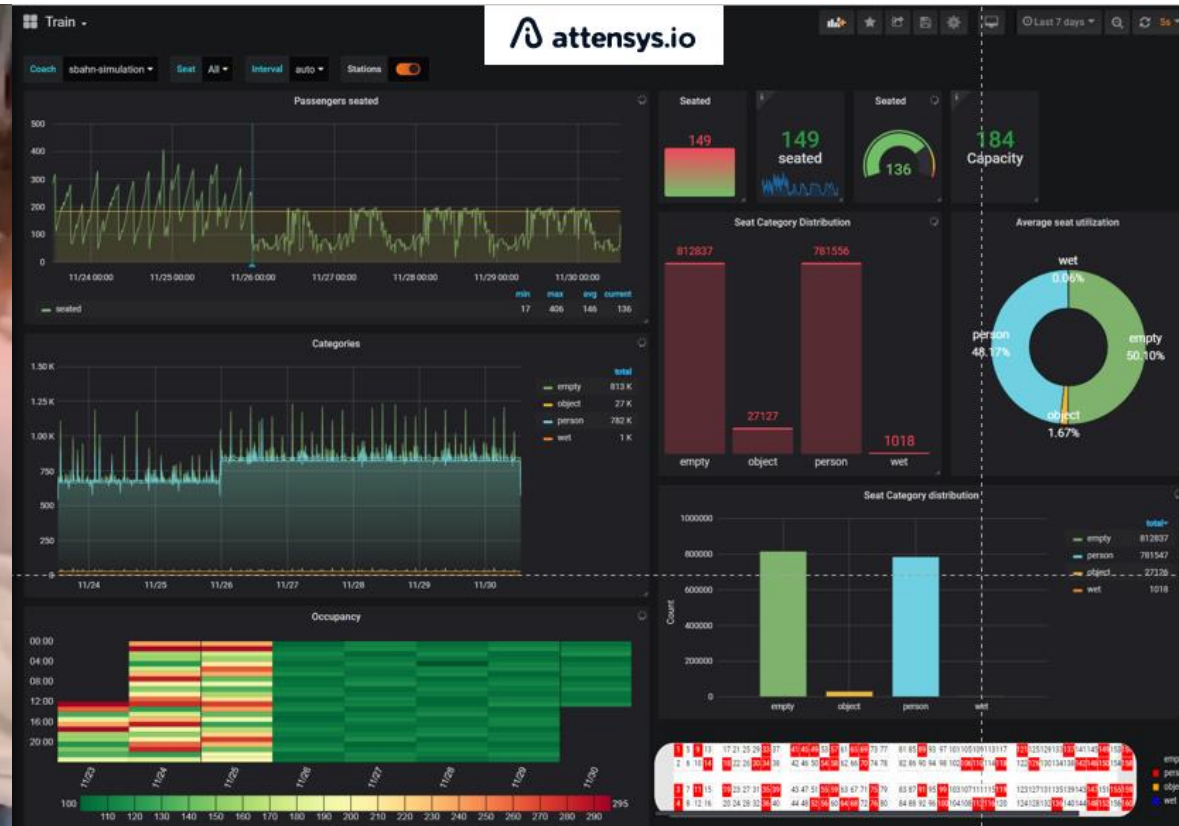 Train
attensys.io
Last 7 days
5s
Coach sbahn-simulation Seat All Interval auto Stations
Passengers seated
500
400
300
200
100
0
11/24 00:00 11/25 00:00 11/26 00:00 11/27 00:00 11/28 00:00 11/29 00:00 11/30 00:00
min max avg current
seated 17 406 146 136
Seated
149
149
seated
Seated
136
184
Capacity
Seat Category Distribution
812837
27127
781556
1018
empty object person wet
Average seat utilization
wet
0.06%
person
48.17%
empty
50.10%
object
1.67%
Categories
1.50 K
1.25 K
1.00 K
750
500
250
0
11/24 11/25 11/26 11/27 11/28 11/29 11/30
total
empty 813 K
object 27 K
person 782 K
wet 1 K
Seat Category distribution
1000000
800000
600000
400000
200000
0
Count
empty object person wet
total
empty 812837
person 781547
object 27126
wet 1018
Occupancy
00:00
04:00
08:00
12:00
16:00
20:00
11/23 11/24 11/25 11/26 11/27 11/28 11/29 11/30
100 110 120 130 140 150 160 170 180 190 200 210 220 230 240 250 260 270 280 290 295
wet